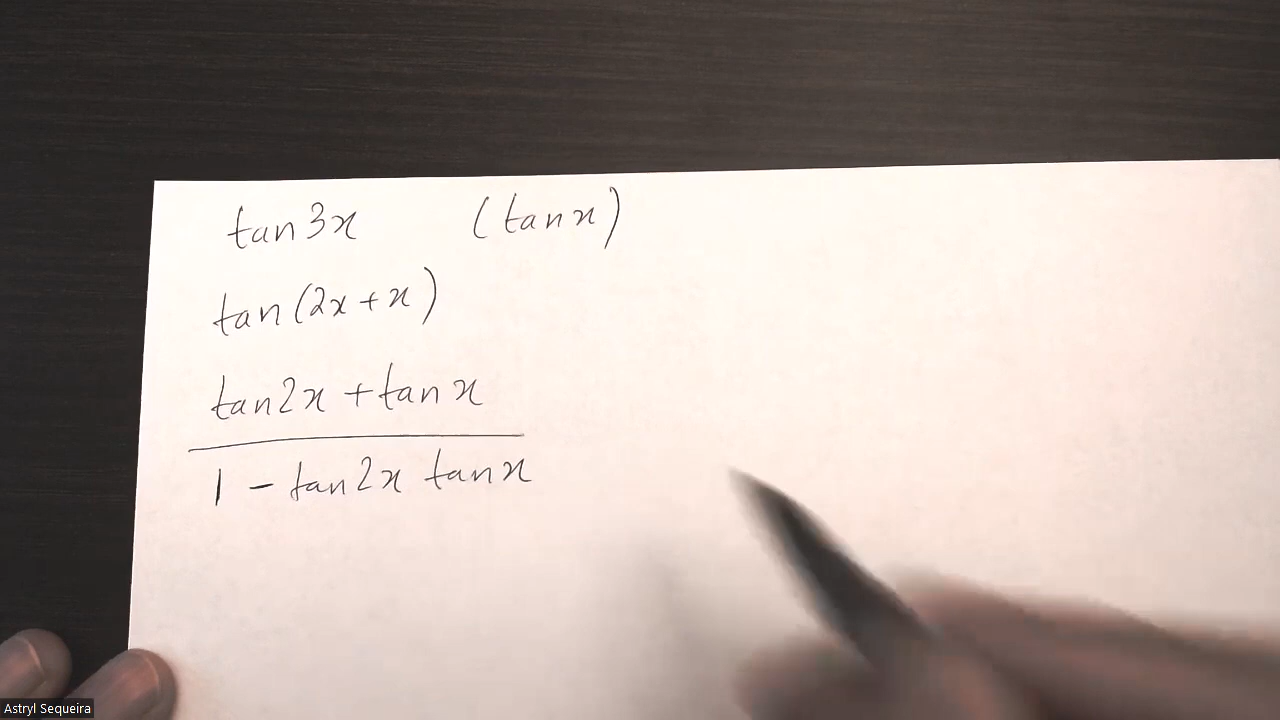 tan3x (tanx)
tan(2x+x)
tan2x + tanx
1 - tan2x tanx
Astryl Sequeira